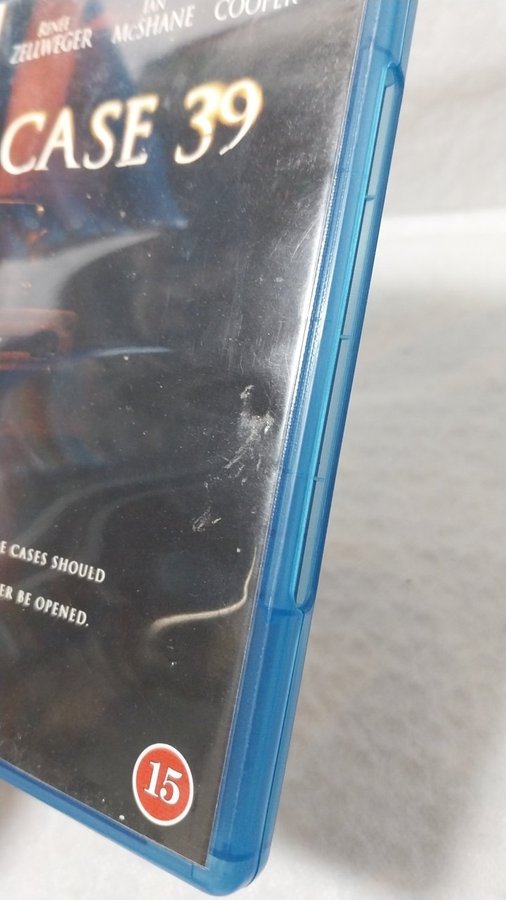 RENÉE IAN
ZELLWEGER McSHANE COOPER
CASE 39
E CASES SHOULD
ER BE OPENED.
15